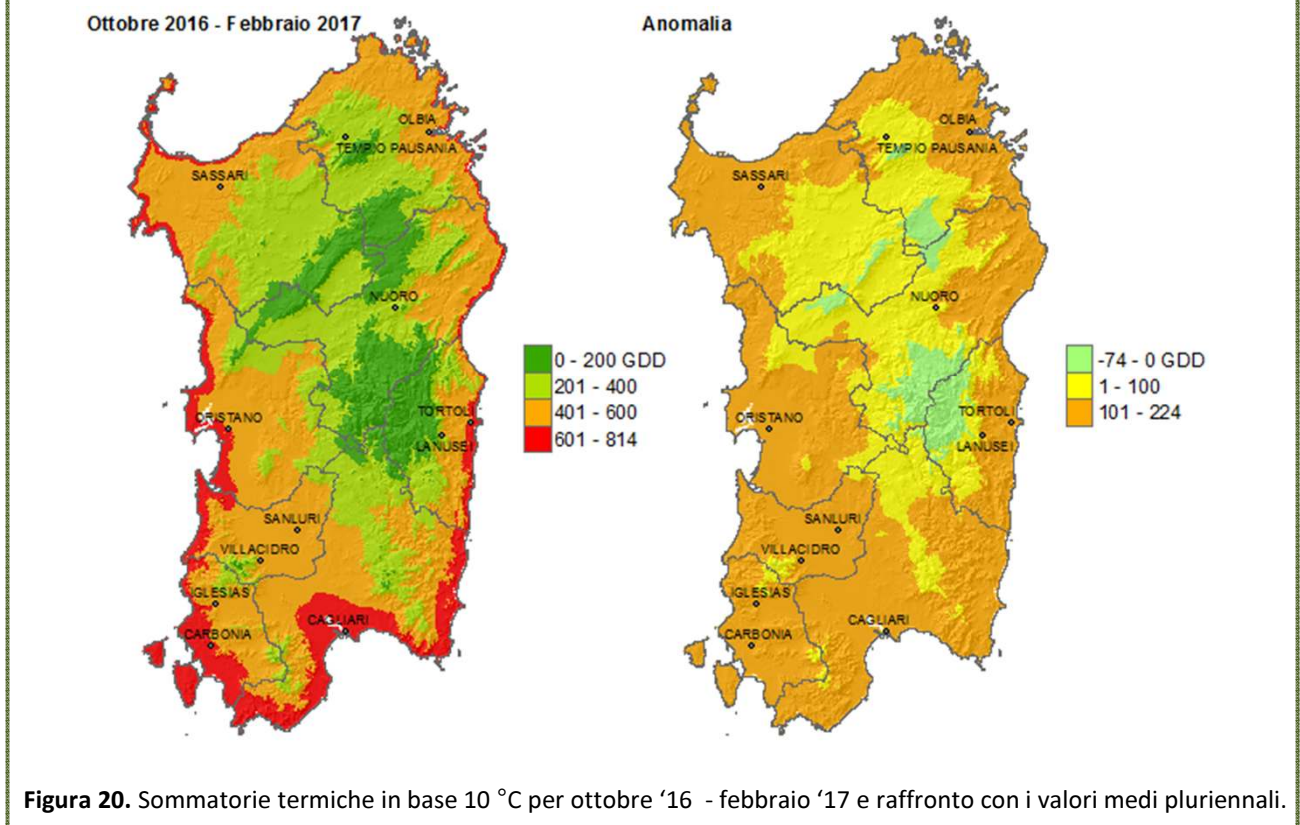 Ottobre 2016 - Febbraio 2017
OLBIA
TEMPIO PAUSANIA
SASSARI
NUORO
ORISTANO
TORTOLI
LANUSEI
SANLURI
VILLACIDRO
IGLESIAS
CAGLIARI
CARBONIA
0 - 200 GDD
201 - 400
401 - 600
601 - 814
Anomalia
OLBIA
TEMPIO PAUSANIA
SASSARI
NUORO
ORISTANO
TORTOLI
LANUSEI
SANLURI
VILLACIDRO
IGLESIAS
CAGLIARI
CARBONIA
-74 - 0 GDD
1 - 100
101 - 224
Figura 20. Sommatorie termiche in base 10 °C per ottobre ‘16 - febbraio ‘17 e raffronto con i valori medi pluriennali.